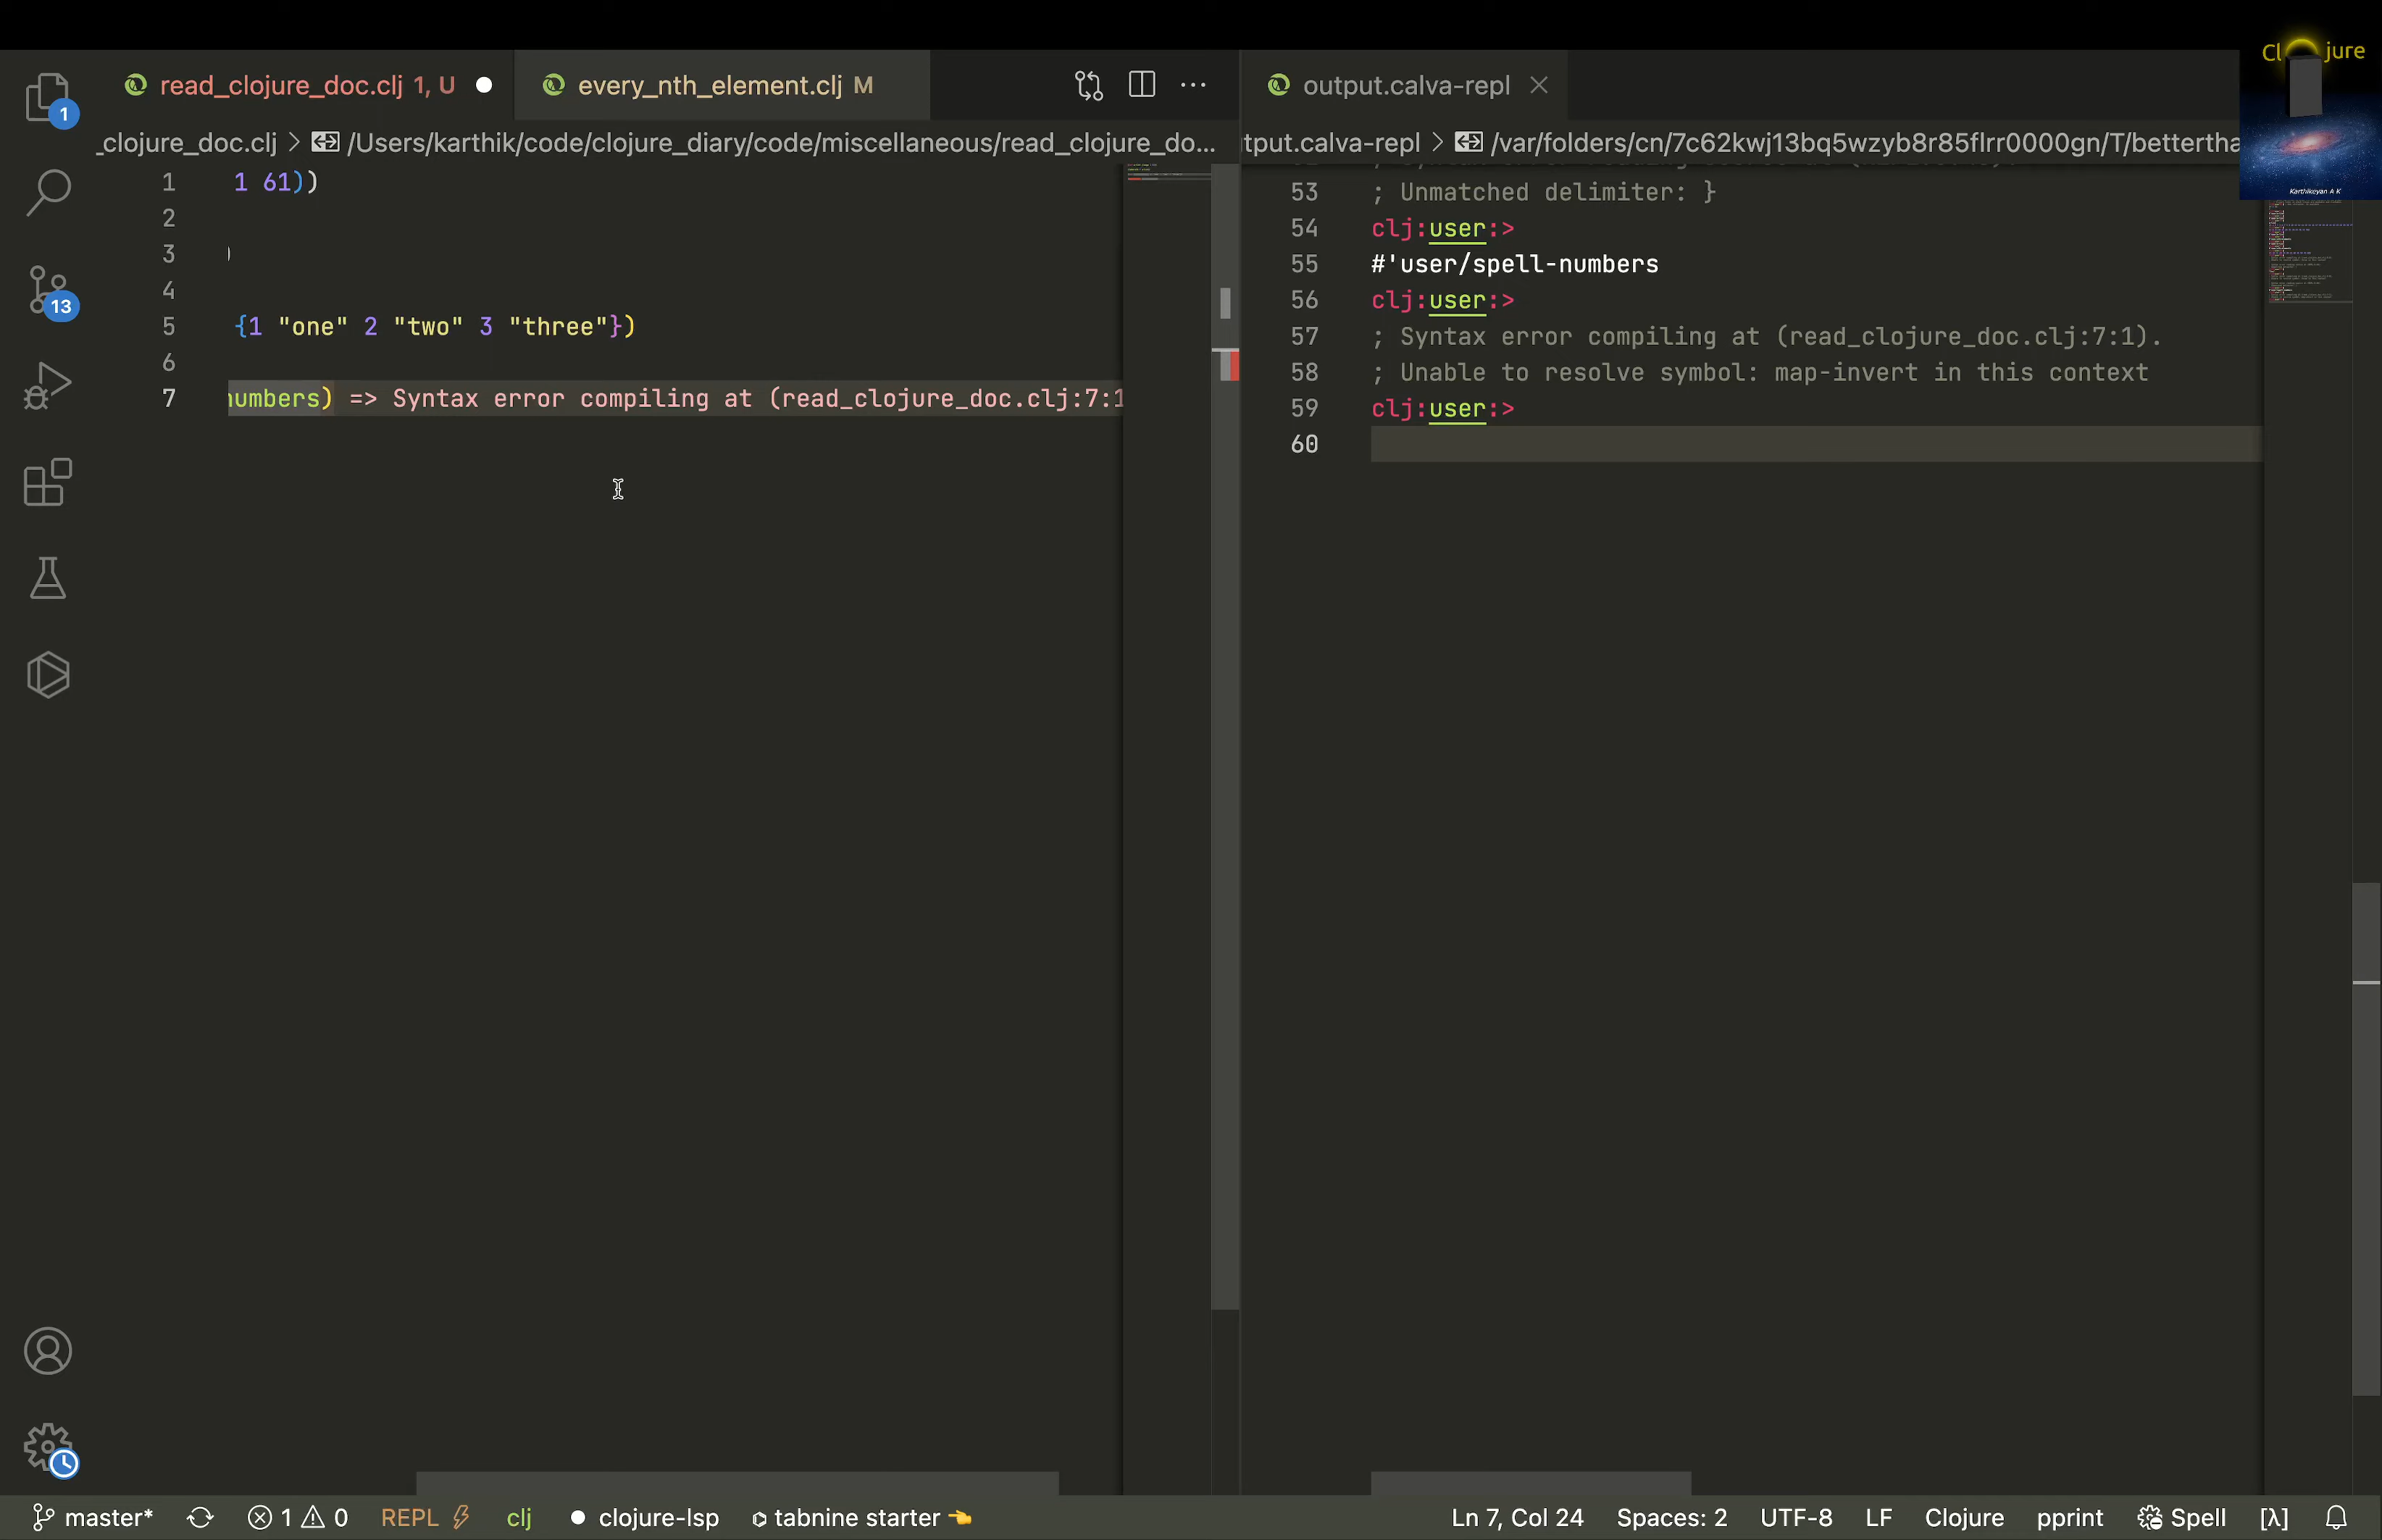 Cl jure
read_clojure_doc.clj 1, U
every_nth_element.clj M
output.calva-repl
_clojure_doc.clj > /Users/karthik/code/clojure_diary/code/miscellaneous/read_clojure_do...
tput.calva-repl > /var/folders/cn/7c62kwj13bq5wzyb8r85flrr0000gn/T/bettertha
Karthikeyan A K
1
13
1 1 61))
2
3 )
4
5 {1 "one" 2 "two" 3 "three"})
6
7 numbers) => Syntax error compiling at (read_clojure_doc.clj:7:1
53 ; Unmatched delimiter: }
54 clj:user:>
55 #'user/spell-numbers
56 clj:user:>
57 ; Syntax error compiling at (read_clojure_doc.clj:7:1).
58 ; Unable to resolve symbol: map-invert in this context
59 clj:user:>
60
master* 1 0 REPL clj clojure-lsp tabnine starter
Ln 7, Col 24 Spaces: 2 UTF-8 LF Clojure pprint Spell [λ]